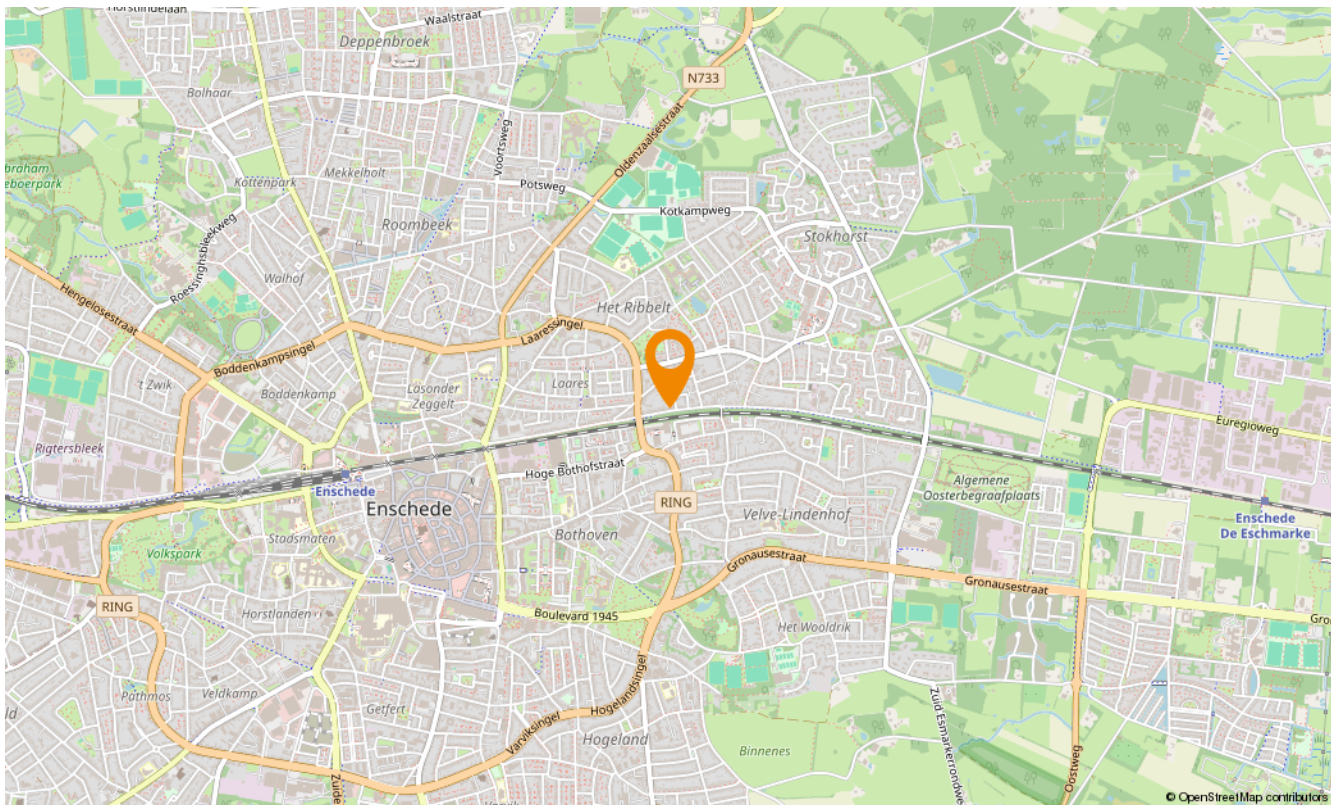 Horstlindelaan
Waalstraat
Deppenbroek
N733
Bolhaar
Voortsweg
Oldenzaalsestraat
Mekkelholt
Potsweg
Kottenpark
Kotkampweg
Roessinghsbleekweg
Roombeek
Stokhorst
Walhof
Hengelosestraat
Het Ribbelt
Laaressingel
Boddenkampsingel
't Zwik
Boddenkamp
Lasonder
Zeggelt
Laares
Euregioweg
Rigtersbleek
Hoge Bothofstraat
Algemene
Oosterbegraafplaats
Enschede
Enschede
RING
Velve-Lindenhof
Enschede
De Eschmarke
Stadsmaten
Bothoven
Volkspark
Gronausestraat
Gronausestraat
RING
Horstlanden
Boulevard 1945
Het Wooldrik
Pathmos
Veldkamp
Getfert
Hogelandsingel
Varviksingel
Hogeland
Binnenes
Zuid Esmarkerrondwe
Oostweg
Zuide
© OpenStreetMap contributors